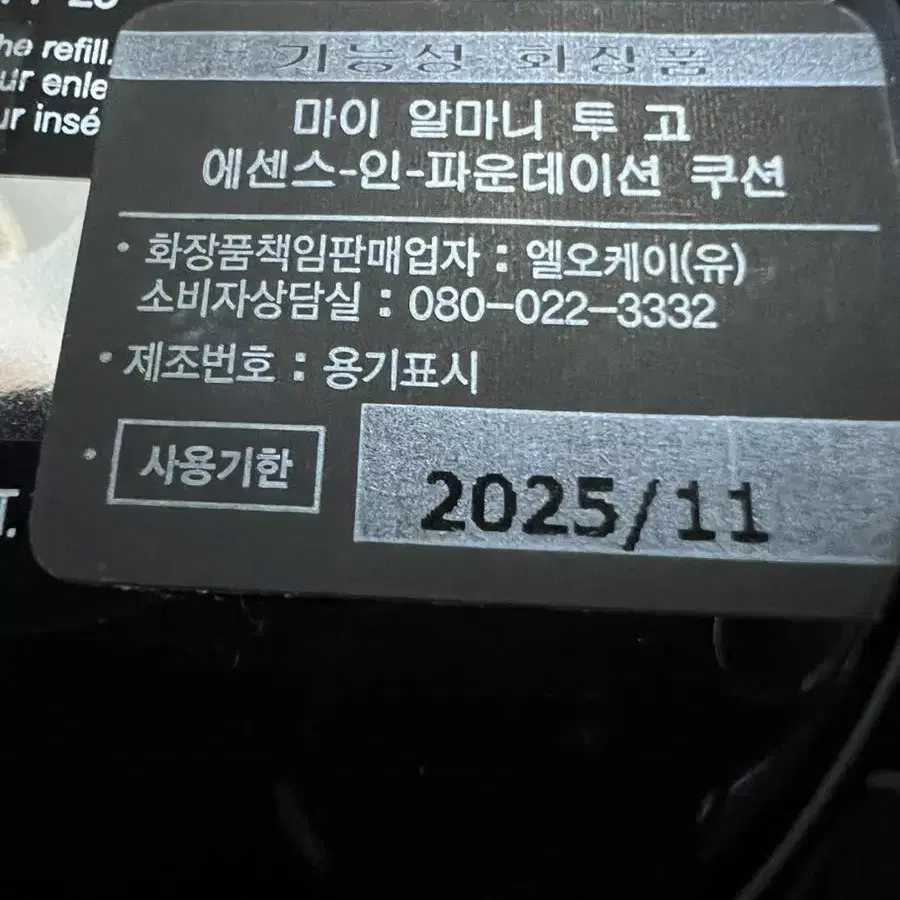 he refill.
ur enle
ur insé
기능성 화장품
마이 알마니 투 고
에센스-인-파운데이션 쿠션
• 화장품책임판매업자 : 엘오케이(유)
소비자상담실 : 080-022-3332
• 제조번호 : 용기표시
• 사용기한 2025/11
T.